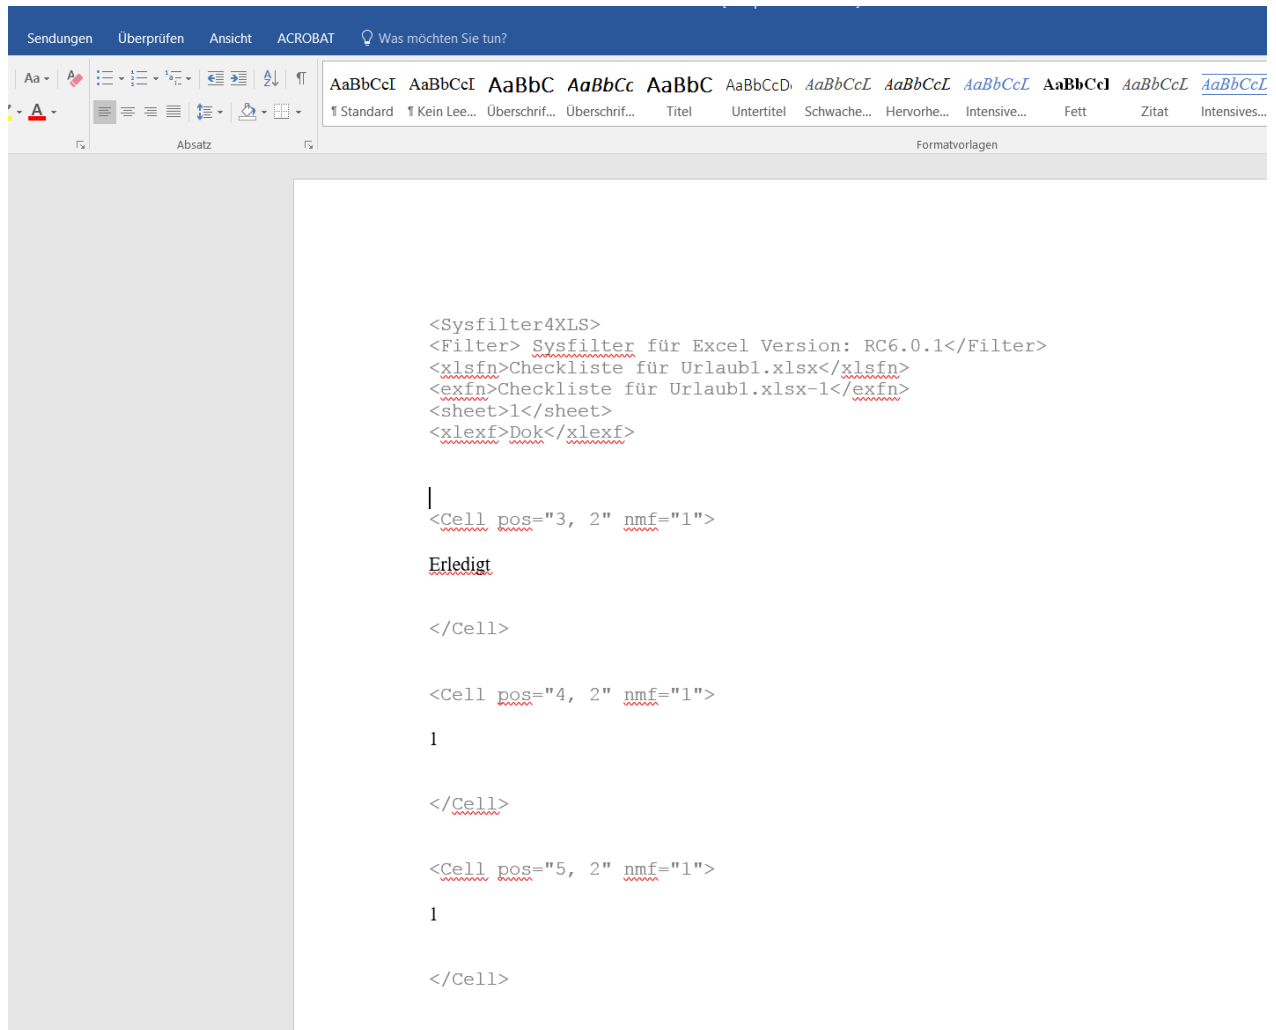 Sendungen Überprüfen Ansicht ACROBAT Was möchten Sie tun?
Aa A AaBbCcI AaBbCcI AaBbC AaBbCc AaBbC AaBbCcD AaBbCcL AaBbCcL AaBbCcL AaBbCcI AaBbCcL AaBbCcD
A ¶ Standard ¶ Kein Lee... Überschrif... Überschrif... Titel Untertitel Schwache... Hervorhe... Intensive... Fett Zitat Intensives...
Absatz Formatvorlagen
<Sysfilter4XLS>
<Filter> Sysfilter für Excel Version: RC6.0.1</Filter>
<xlsfn>Checkliste für Urlaub1.xlsx</xlsfn>
<exfn>Checkliste für Urlaub1.xlsx-1</exfn>
<sheet>1</sheet>
<xlexf>Dok</xlexf>
<Cell pos="3, 2" nmf="1">
Erledigt
</Cell>
<Cell pos="4, 2" nmf="1">
1
</Cell>
<Cell pos="5, 2" nmf="1">
1
</Cell>